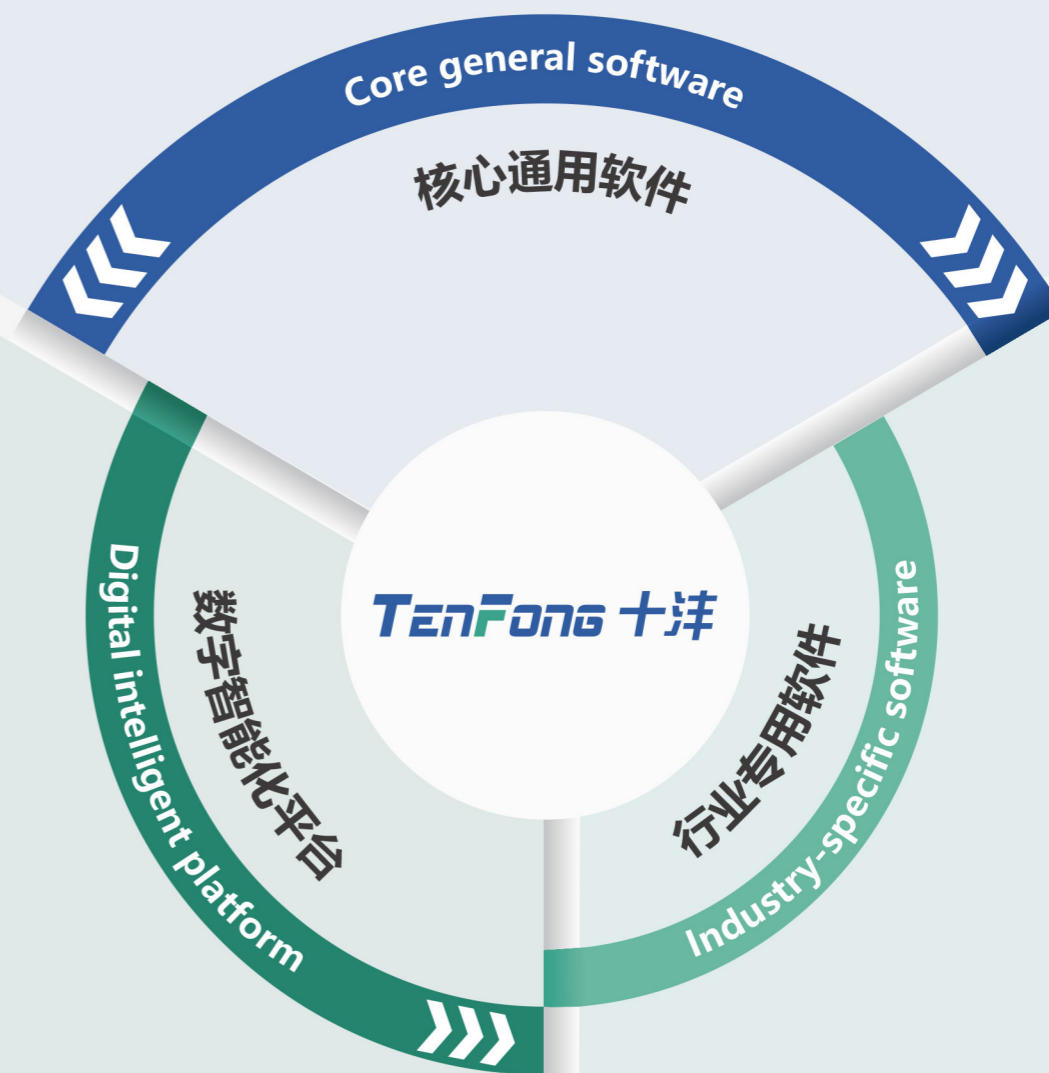 Core general software
核心通用软件
TENFONG 十沣
Digital intelligent platform
数字智能化平台
行业专用软件
Industry-specific software